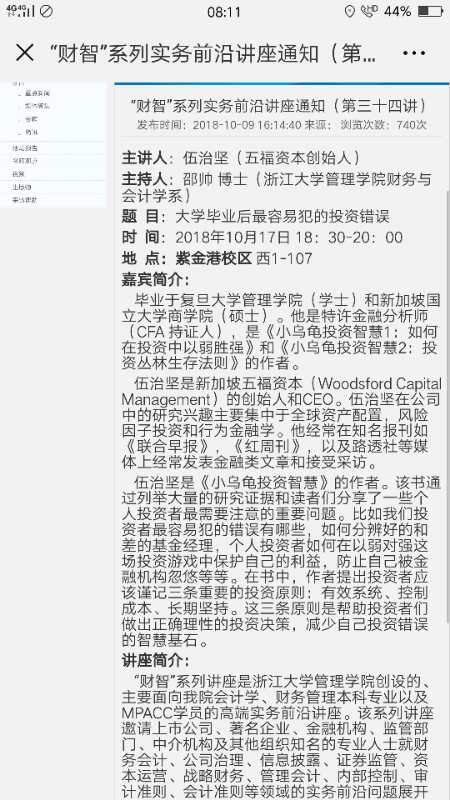 4G 4G
08:11
44%
“财智”系列实务前沿讲座通知（第...
“财智”系列实务前沿讲座通知（第三十四讲）
发布时间：2018-10-09 16:14:40 来源： 浏览次数：740次
主讲人：伍治坚（五福资本创始人）
主持人：邵帅 博士（浙江大学管理学院财务与
会计学系）
题 目：大学毕业后最容易犯的投资错误
时 间：2018年10月17日 18：30-20：00
地 点：紫金港校区 西1-107
嘉宾简介：
毕业于复旦大学管理学院（学士）和新加坡国
立大学商学院（硕士）。他是特许金融分析师
（CFA 持证人），是《小乌龟投资智慧1：如何
在投资中以弱胜强》和《小乌龟投资智慧2：投
资丛林生存法则》的作者。
伍治坚是新加坡五福资本（Woodsford Capital
Management）的创始人和CEO。伍治坚在公司
中的研究兴趣主要集中于全球资产配置，风险
因子投资和行为金融学。他经常在知名报刊如
《联合早报》，《红周刊》，以及路透社等媒
体上经常发表金融类文章和接受采访。
伍治坚是《小乌龟投资智慧》的作者。该书通
过列举大量的研究证据和读者们分享了一些个
人投资者最需要注意的重要问题。比如我们投
资者最容易犯的错误有哪些，如何分辨好的和
差的基金经理，个人投资者如何在以弱对强这
场投资游戏中保护自己的利益，防止自己被金
融机构忽悠等等。在书中，作者提出投资者应
该谨记三条重要的投资原则：有效系统、控制
成本、长期坚持。这三条原则是帮助投资者们
做出正确理性的投资决策，减少自己投资错误
的智慧基石。
讲座简介：
“财智”系列讲座是浙江大学管理学院创设的、
主要面向我院会计学、财务管理本科专业以及
MPACC学员的高端实务前沿讲座。该系列讲座
邀请上市公司、著名企业、金融机构、监管部
门、中介机构及其他组织知名的专业人士就财
务会计、公司治理、信息披露、证券监管、资
本运营、战略财务、管理会计、内部控制、审
计准则、会计准则等领域的实务前沿问题展开